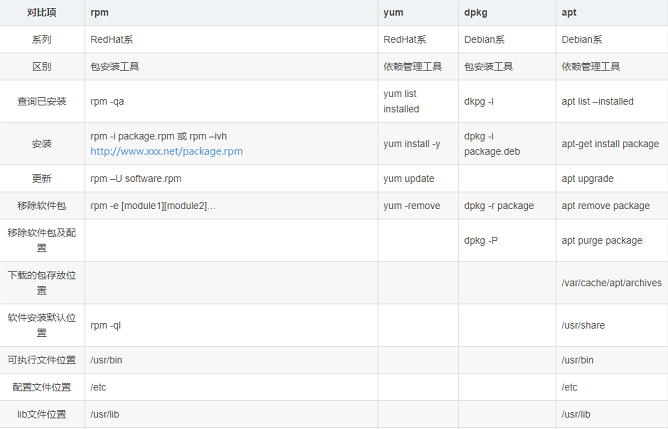 对比项 rpm yum dpkg apt
系列 RedHat系 RedHat系 Debian系 Debian系
区别 包安装工具 依赖管理工具 包安装工具 依赖管理工具
查询已安装 rpm -qa yum list installed dkpg -l apt list –installed
安装 rpm -i package.rpm 或 rpm –ivh http://www.xxx.net/package.rpm yum install -y dpkg -i package.deb apt-get install package
更新 rpm –U software.rpm yum update apt upgrade
移除软件包 rpm -e [module1][module2]… yum -remove dpkg -r package apt remove package
移除软件包及配置 dpkg -P apt purge package
下载的包存放位置 /var/cache/apt/archives
软件安装默认位置 rpm -ql /usr/share
可执行文件位置 /usr/bin /usr/bin
配置文件位置 /etc /etc
lib文件位置 /usr/lib /usr/lib